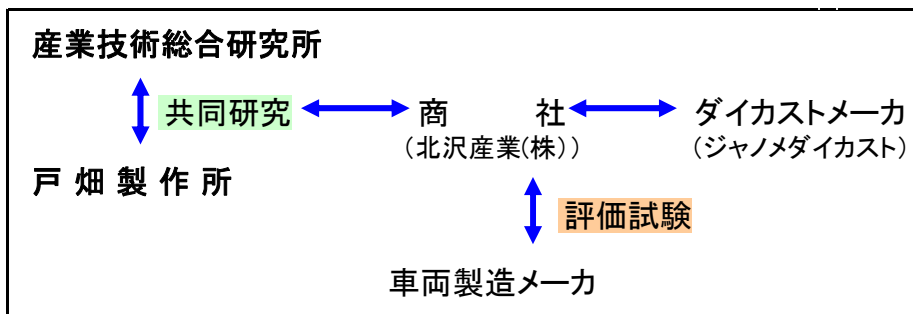 産業技術総合研究所
共同研究
商　　社
ダイカストメーカ
（北沢産業(株)）
（ジャノメダイカスト）
戸 畑 製 作 所
評価試験
車両製造メーカ